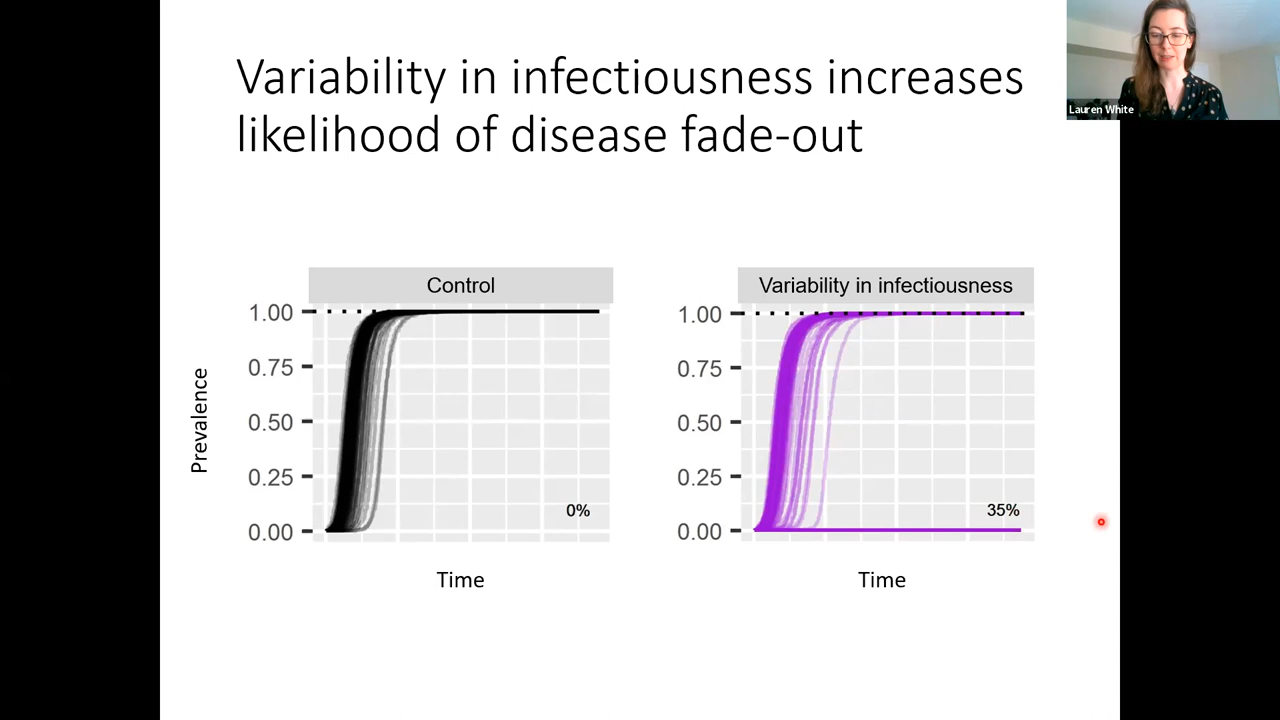 Variability in infectiousness increases
likelihood of disease fade-out
Lauren White
Control
Variability in infectiousness
Prevalence
1.00
0.75
0.50
0.25
0.00
0%
1.00
0.75
0.50
0.25
0.00
35%
Time
Time